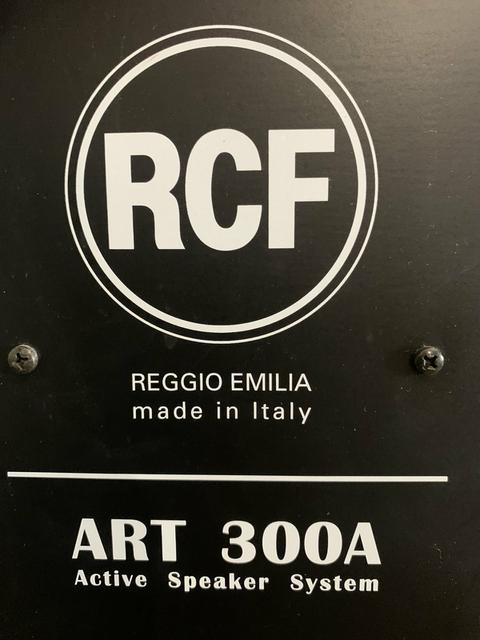 RCF
REGGIO EMILIA
made in Italy
ART 300A
Active Speaker System